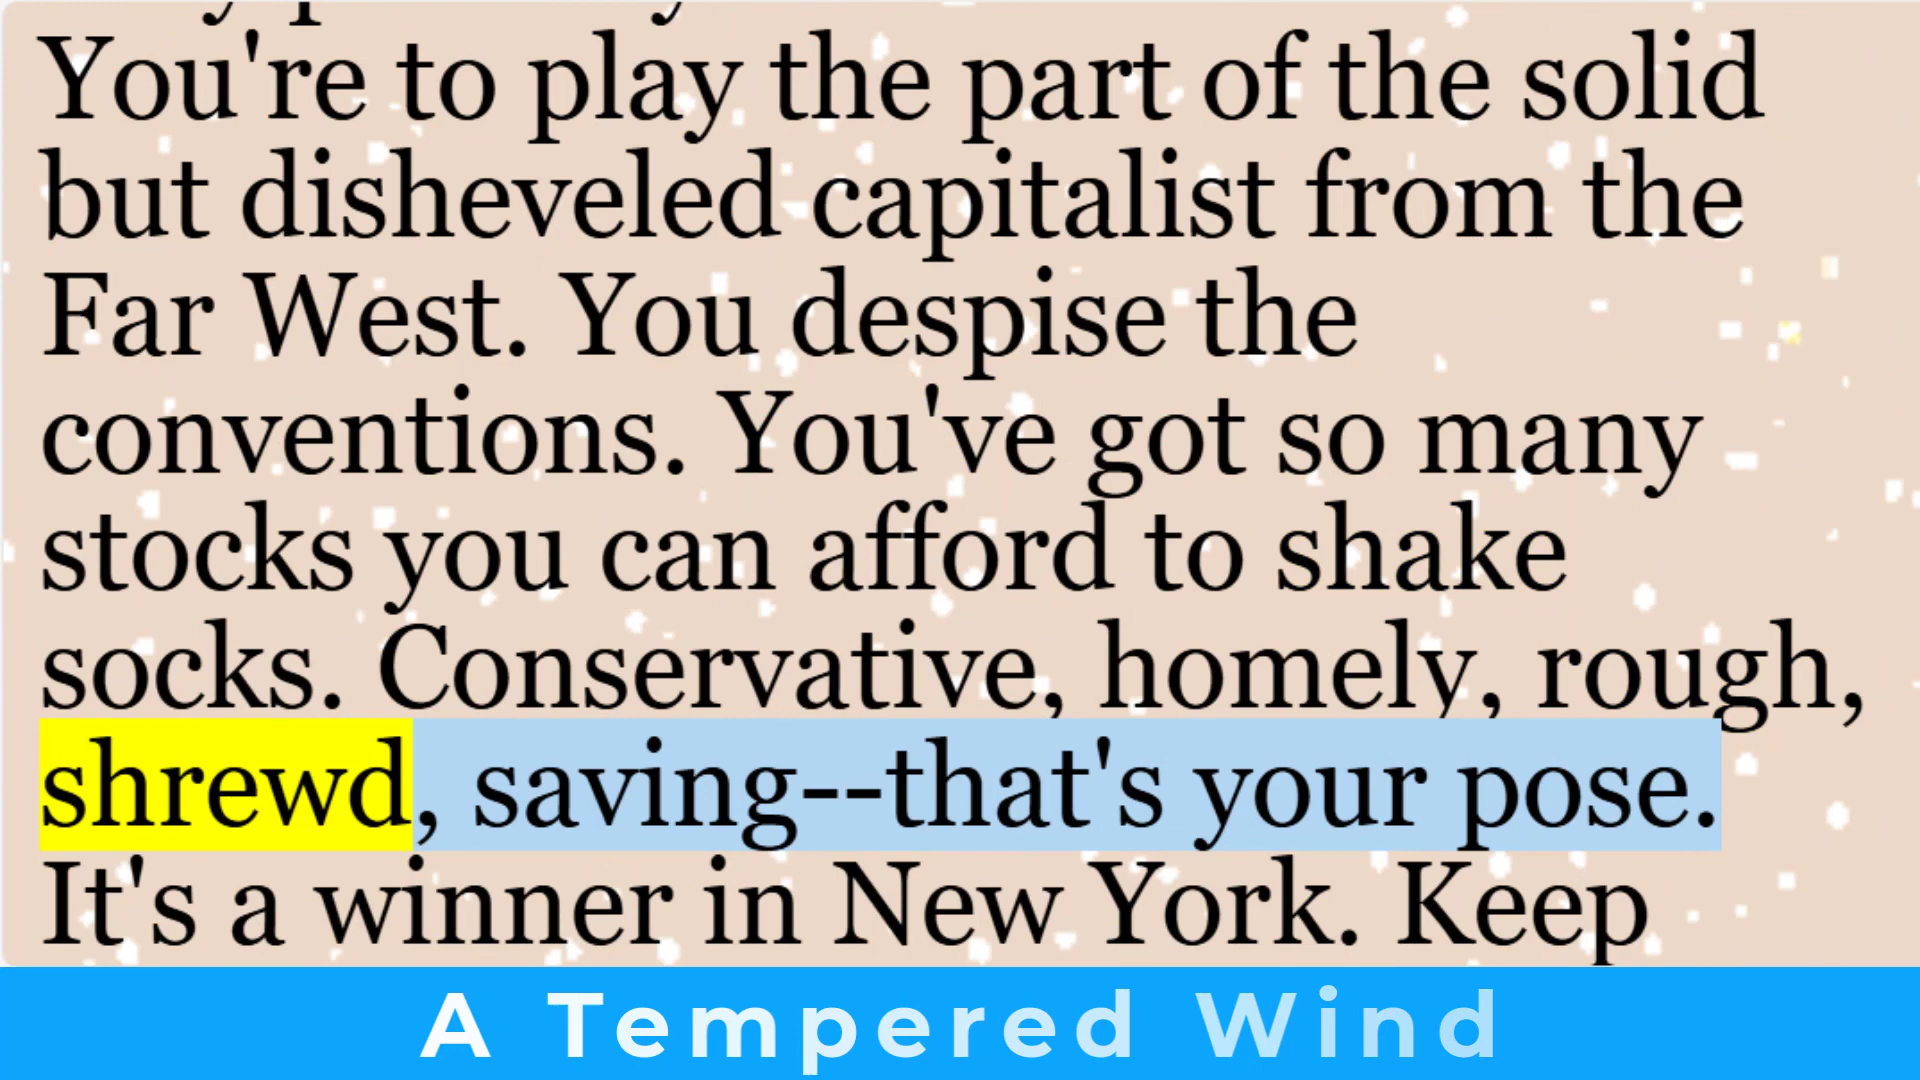 You're to play the part of the solid
but disheveled capitalist from the
Far West. You despise the
conventions. You've got so many
stocks you can afford to shake
socks. Conservative, homely, rough,
shrewd, saving--that's your pose.
It's a winner in New York. Keep
A Tempered Wind